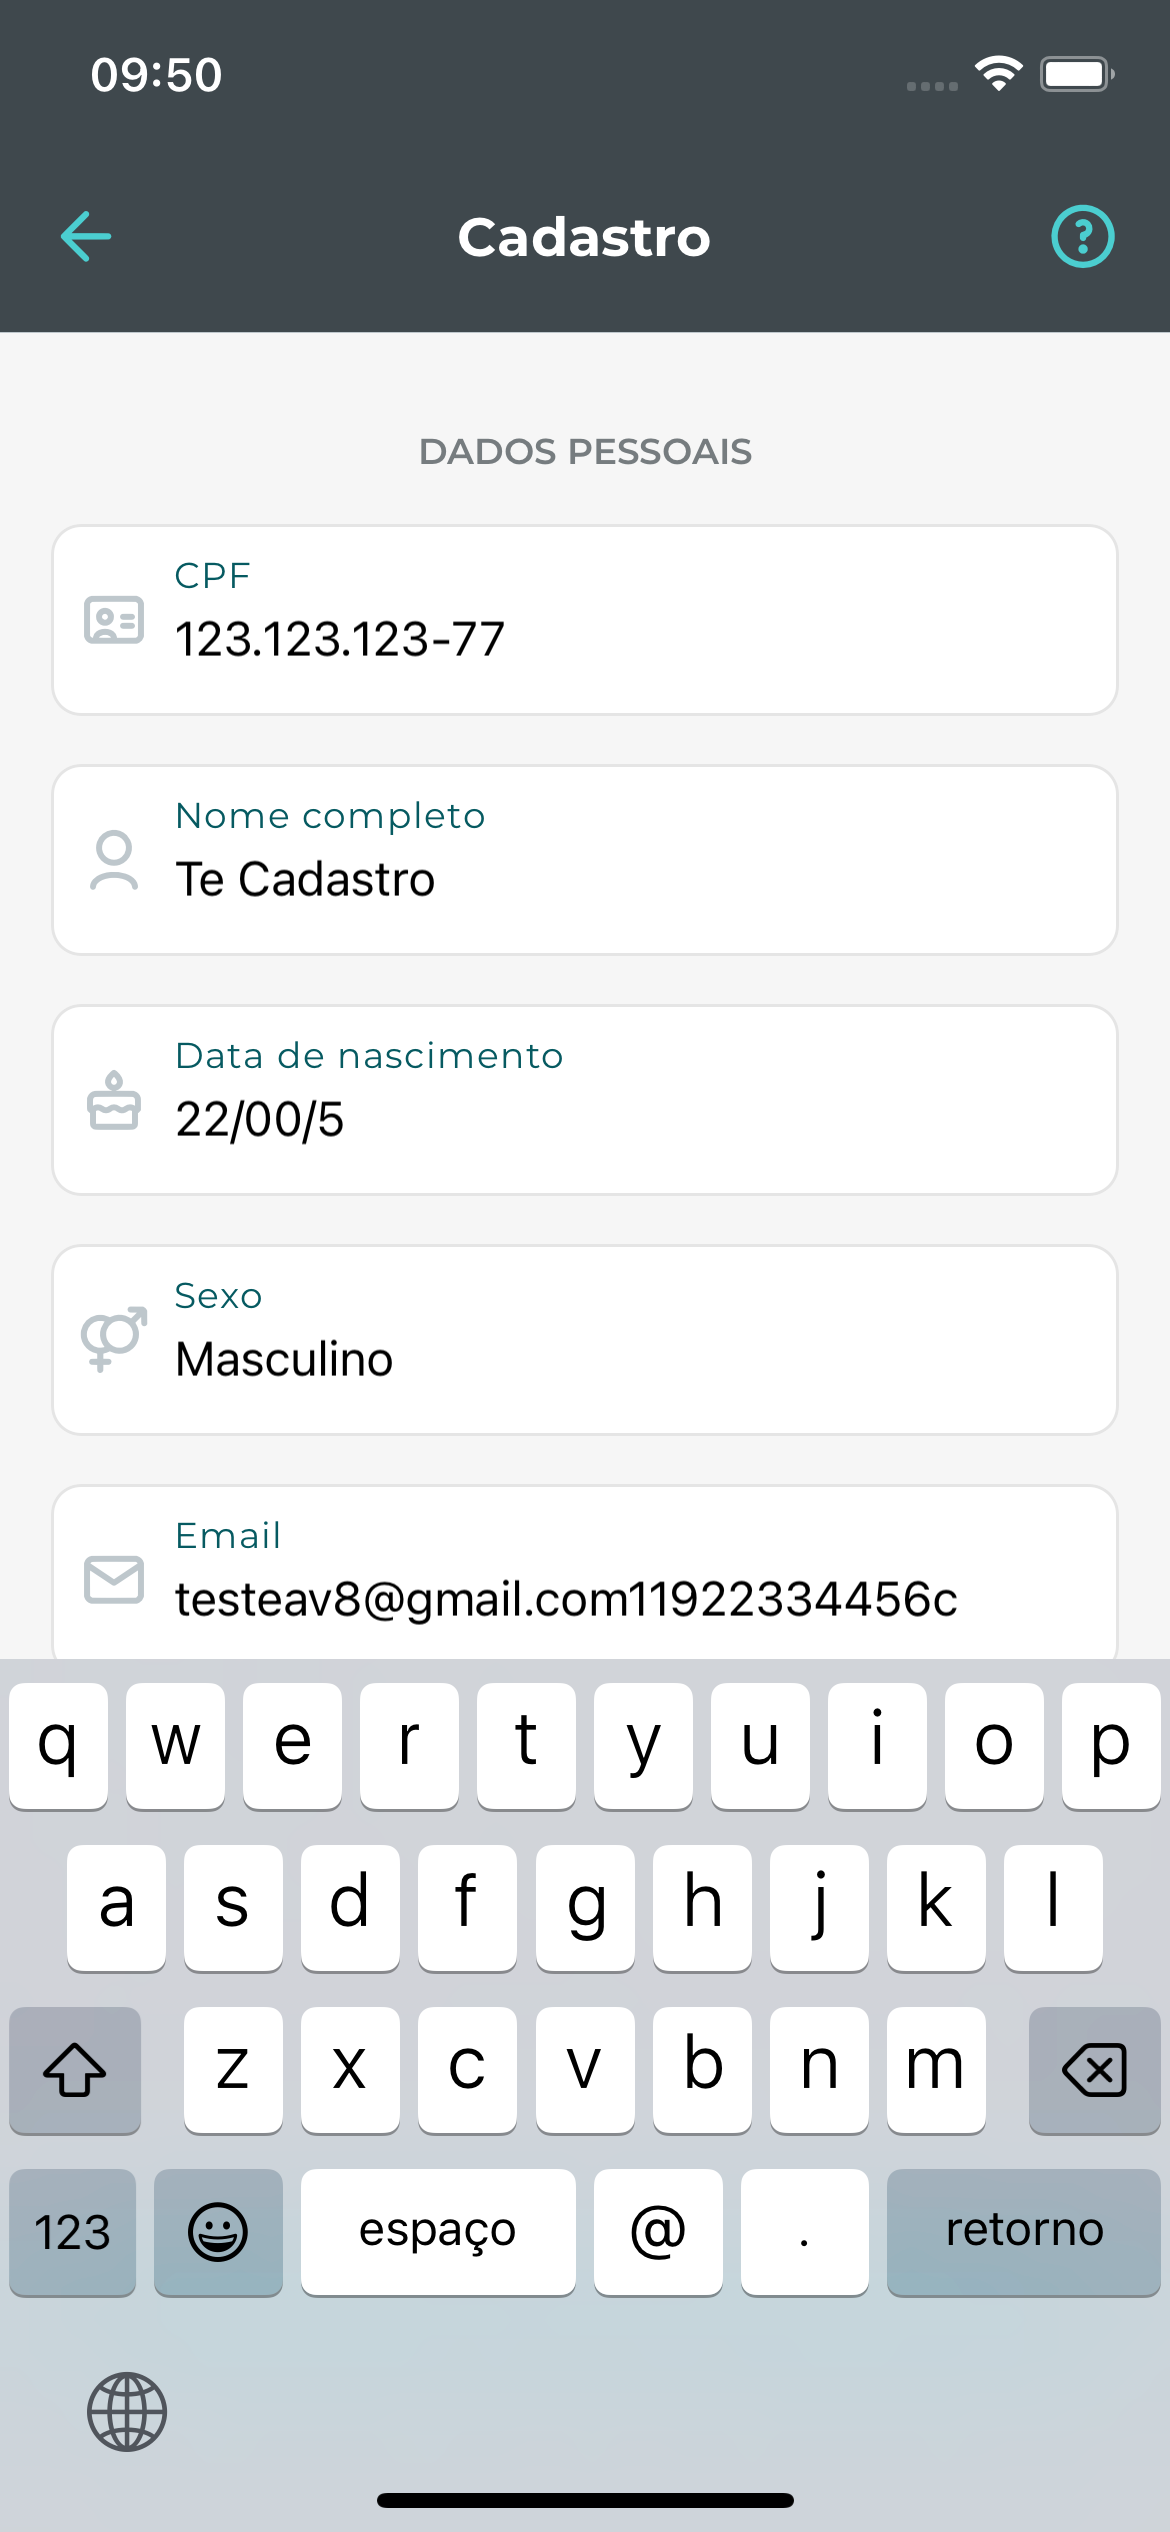 09:50
Cadastro
DADOS PESSOAIS
CPF
123.123.123-77
Nome completo
Te Cadastro
Data de nascimento
22/00/5
Sexo
Masculino
Email
testeav8@gmail.com11922334456c
q w e r t y u i o p
a s d f g h j k l
z x c v b n m
123 espaço @ . retorno